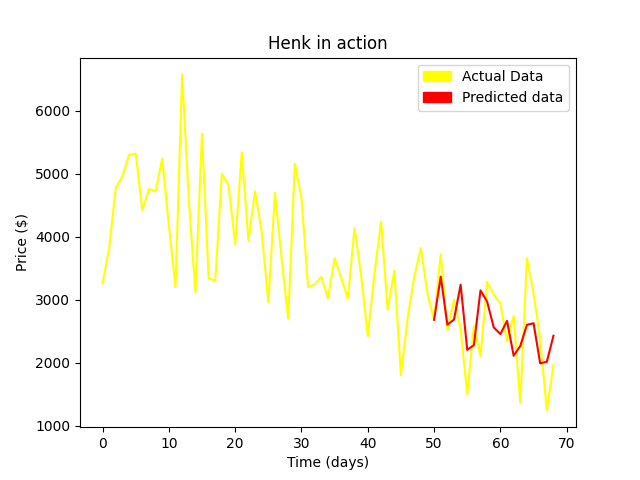 Henk in action
Actual Data
Predicted data
6000
5000
4000
3000
2000
1000
Price ($)
0 10 20 30 40 50 60 70
Time (days)